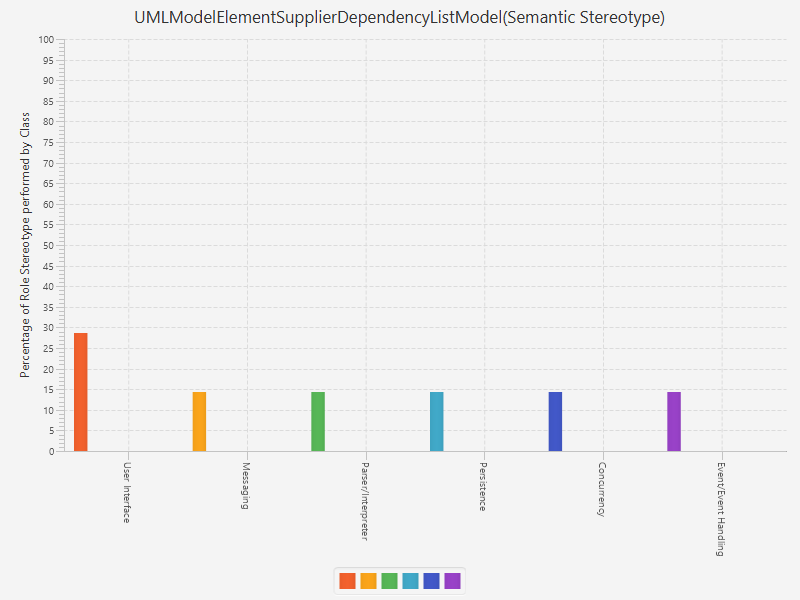 UMLModelElementSupplierDependencyListModel(Semantic Stereotype)
Percentage of Role Stereotype performed by Class
100
95
90
85
80
75
70
65
60
55
50
45
40
35
30
25
20
15
10
5
0
User Interface
Messaging
Parser/Interpreter
Persistence
Concurrency
Event/Event Handling